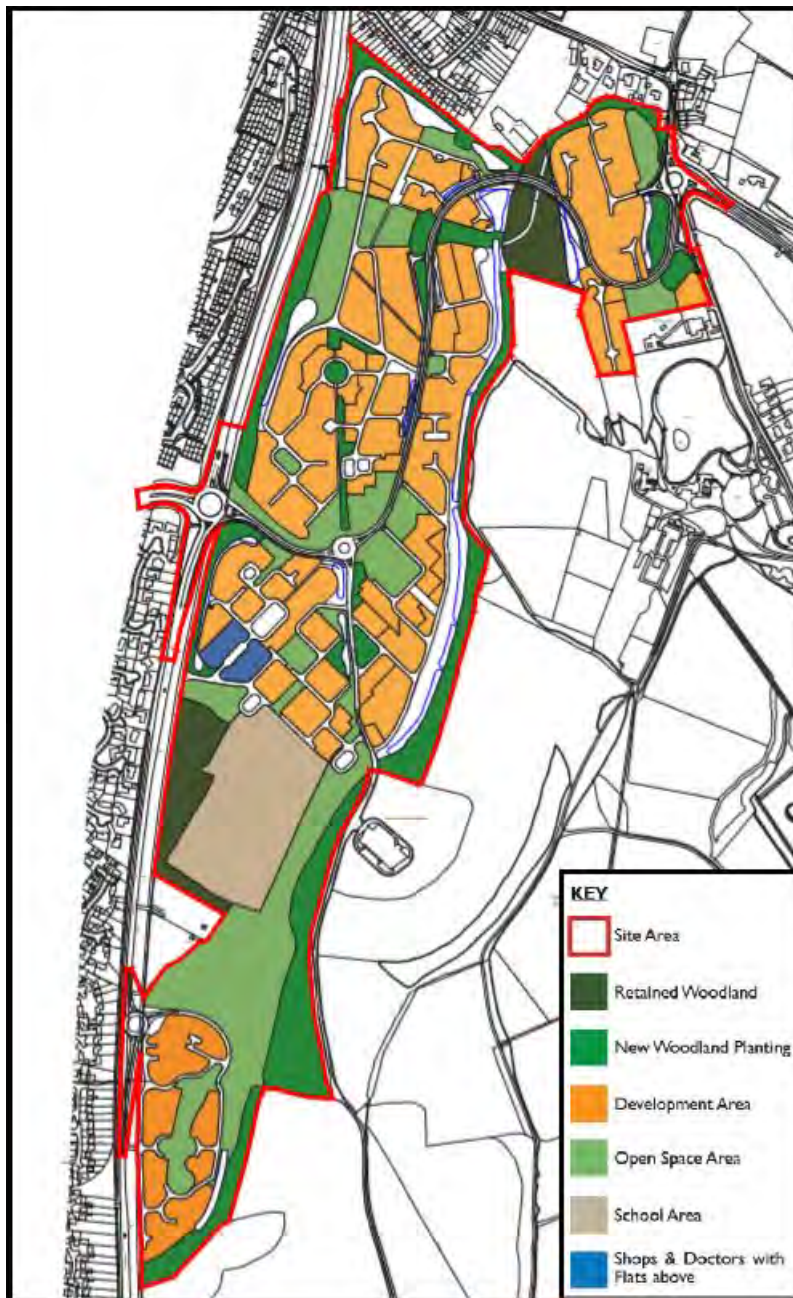 KEY
Site Area
Retained Woodland
New Woodland Planting
Development Area
Open Space Area
School Area
Shops & Doctors with
Flats above